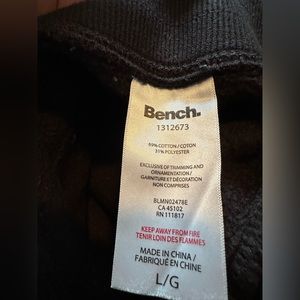 Bench.
1312673
69% COTTON / COTON
31% POLYESTER
EXCLUSIVE OF TRIMMING AND
ORNAMENTATION /
GARNITURE ET DÉCORATION
NON COMPRISES
BLMN02478E
CA 45102
RN 111817
KEEP AWAY FROM FIRE
TENIR LOIN DES FLAMMES
MADE IN CHINA /
FABRIQUÉ EN CHINE
L/G